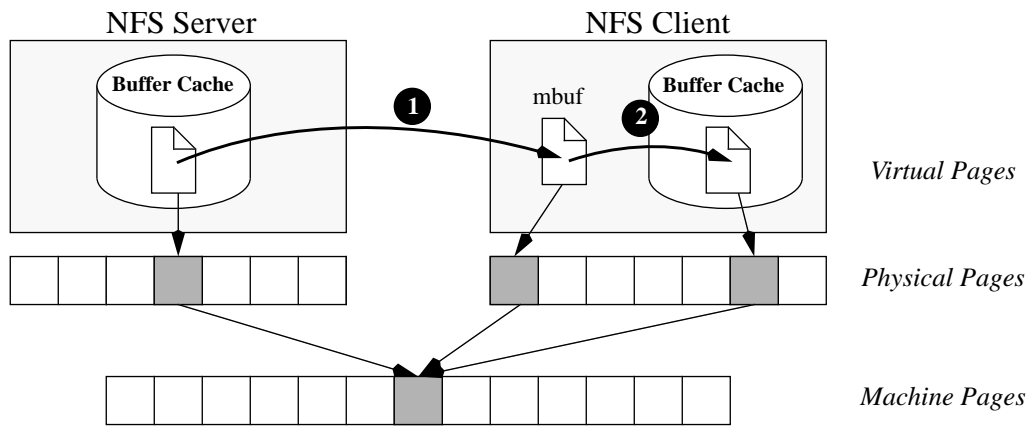 NFS Server
NFS Client
Buffer Cache
1
mbuf
2
Buffer Cache
Virtual Pages
Physical Pages
Machine Pages